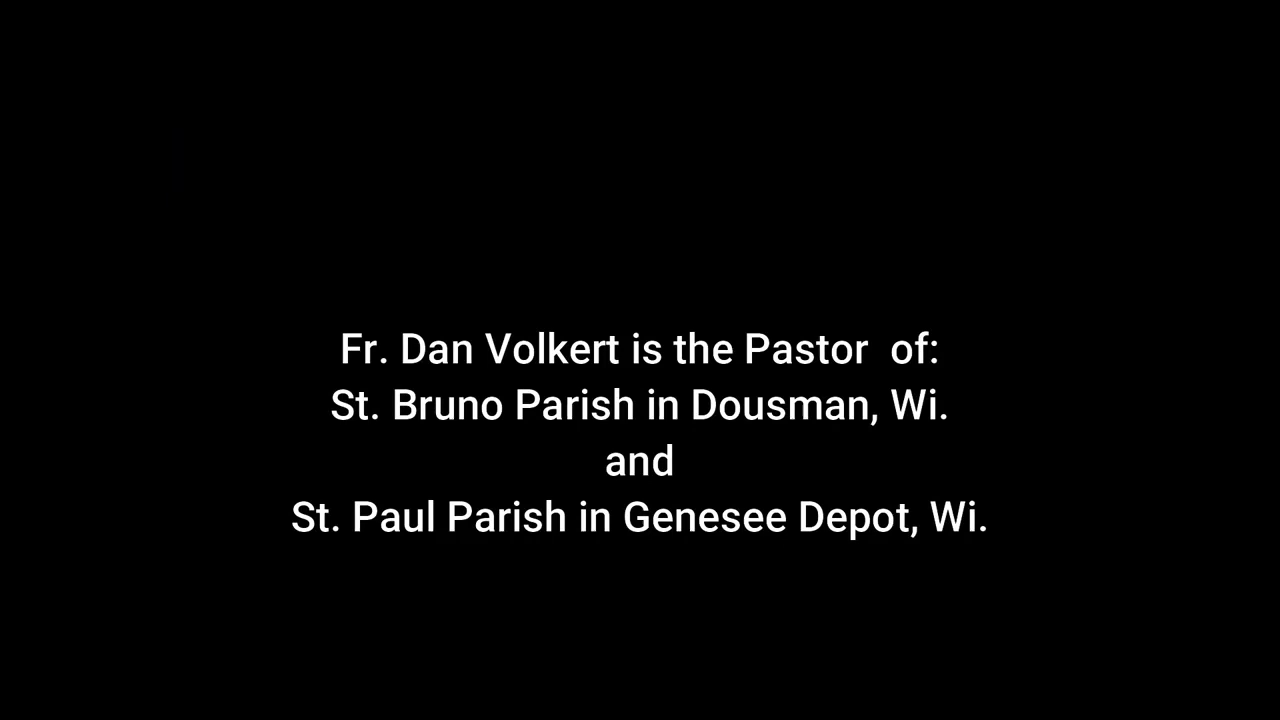 Fr. Dan Volkert is the Pastor  of:
St. Bruno Parish in Dousman, Wi.
and
St. Paul Parish in Genesee Depot, Wi.